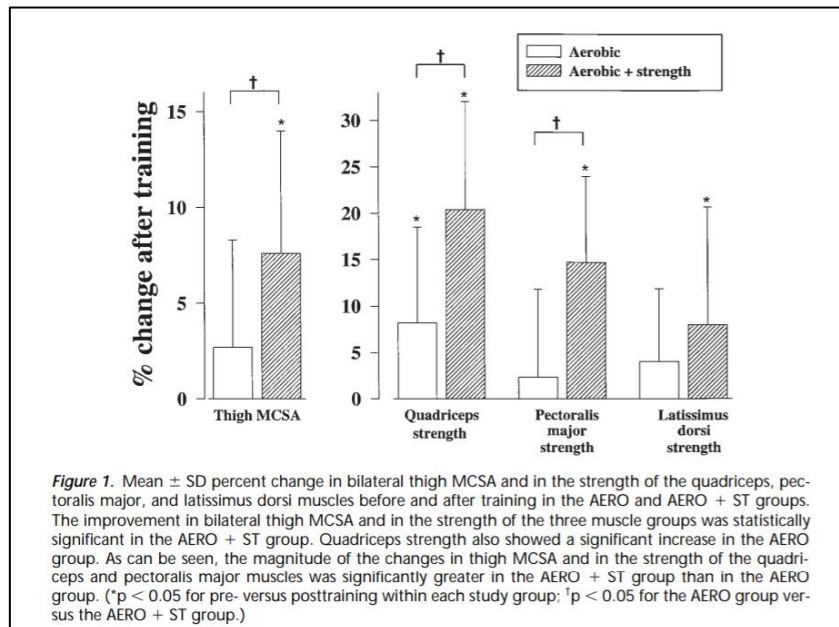 Aerobic
Aerobic + strength
% change after training
†
*
15
10
5
0
Thigh MCSA
†
*
*
†
*
*
30
25
20
15
10
5
0
Quadriceps
strength
Pectoralis
major
strength
Latissimus
dorsi
strength
Figure 1. Mean ± SD percent change in bilateral thigh MCSA and in the strength of the quadriceps, pec-
toralis major, and latissimus dorsi muscles before and after training in the AERO and AERO + ST groups.
The improvement in bilateral thigh MCSA and in the strength of the three muscle groups was statistically
significant in the AERO + ST group. Quadriceps strength also showed a significant increase in the AERO
group. As can be seen, the magnitude of the changes in thigh MCSA and in the strength of the quadri-
ceps and pectoralis major muscles was significantly greater in the AERO + ST group than in the AERO
group. (*p < 0.05 for pre- versus posttraining within each study group; †p < 0.05 for the AERO group ver-
sus the AERO + ST group.)